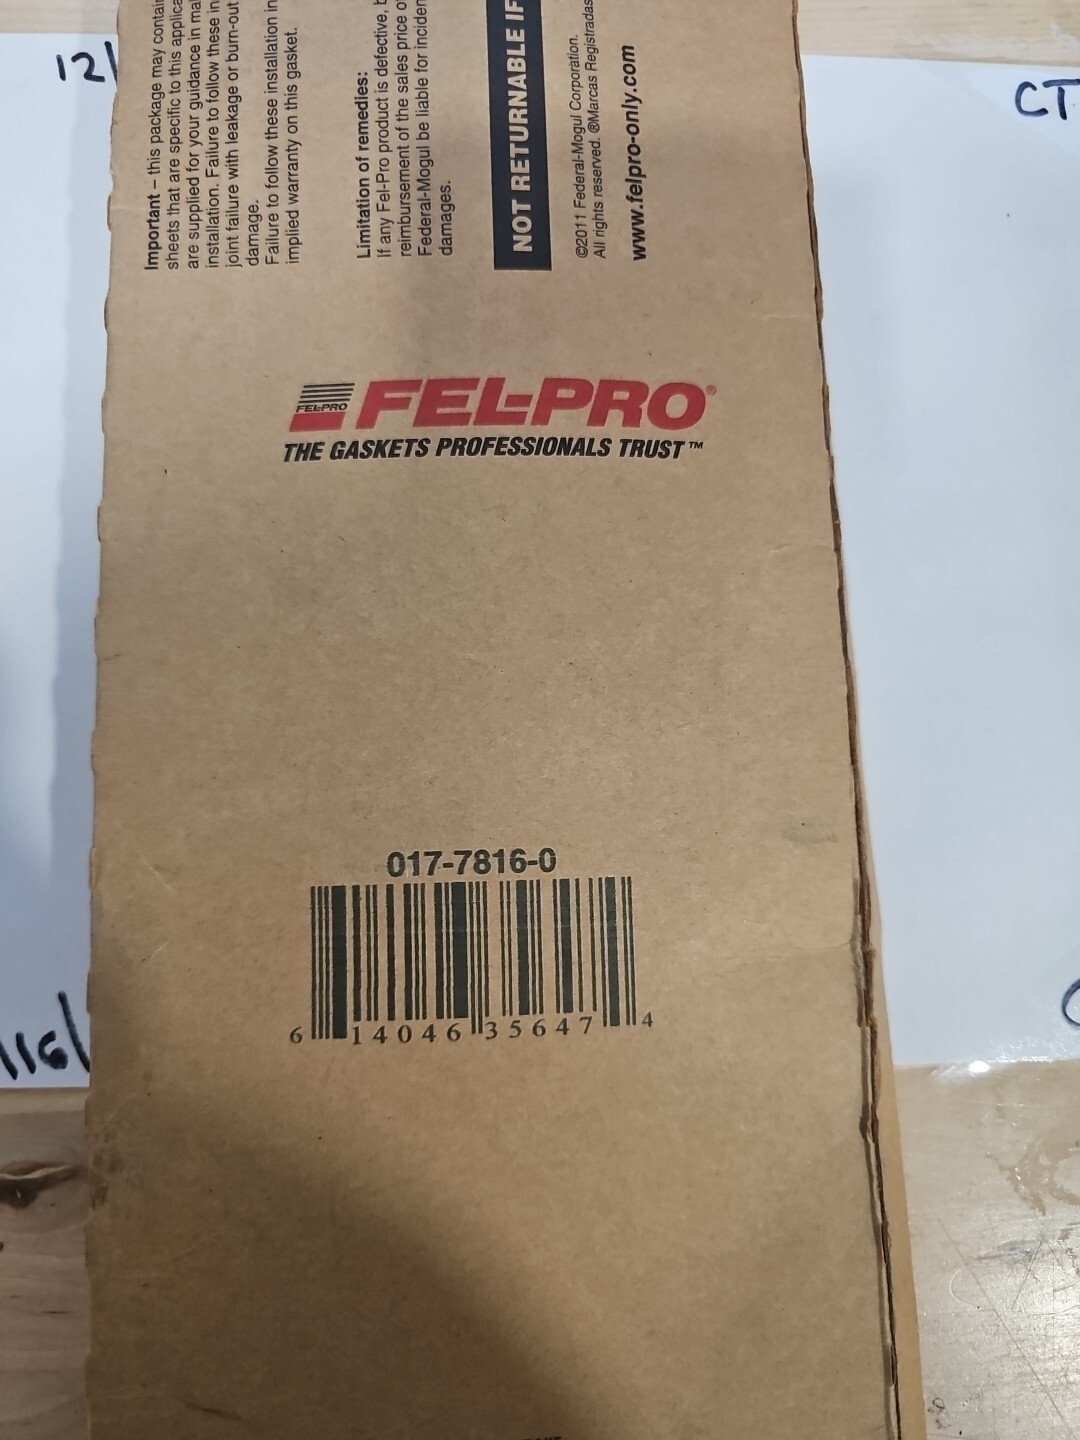 12/
CT
Important – this package may contain
sheets that are specific to this applica
are supplied for your guidance in mak
installation. Failure to follow these in
joint failure with leakage or burn-out
damage.
Failure to follow these installation in
implied warranty on this gasket.
Limitation of remedies:
If any Fel-Pro product is defective, b
reimbursement of the sales price o
Federal-Mogul be liable for inciden
damages.
NOT RETURNABLE IF
©2011 Federal-Mogul Corporation.
All rights reserved. ®Marcas Registradas
www.felpro-only.com
FEL-PRO
FEL-PRO®
THE GASKETS PROFESSIONALS TRUST™
017-7816-0
6 14046 35647 4
/16/